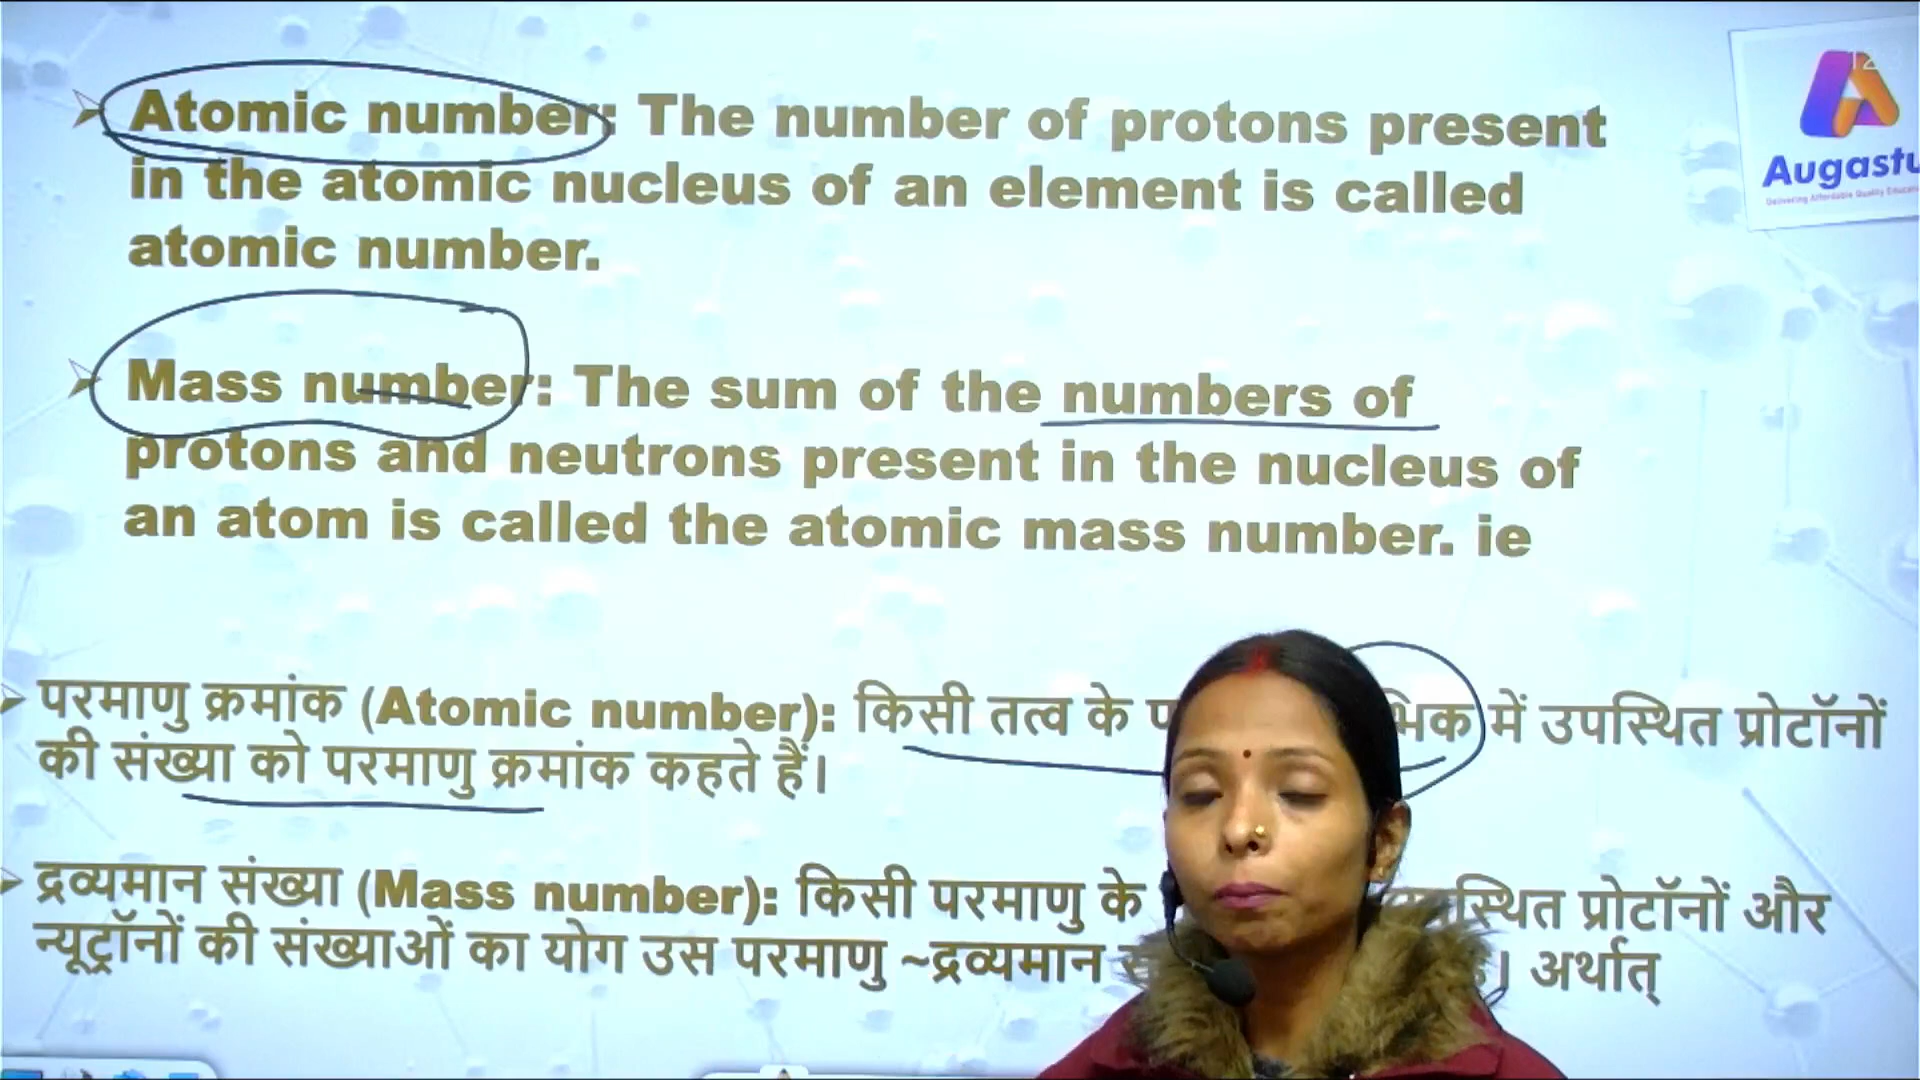 Atomic number: The number of protons present
in the atomic nucleus of an element is called
atomic number.
Mass number: The sum of the numbers of
protons and neutrons present in the nucleus of
an atom is called the atomic mass number. ie
परमाणु क्रमांक (Atomic number): किसी तत्व के में उपस्थित प्रोटॉनों
की संख्या को परमाणु क्रमांक कहते हैं।
द्रव्यमान संख्या (Mass number): किसी परमाणु के प्रोटॉनों और
न्यूट्रॉनों की संख्याओं का योग उस परमाणु ~द्रव्यमान । अर्थात्
Augastu
Delivering Affordable Quality